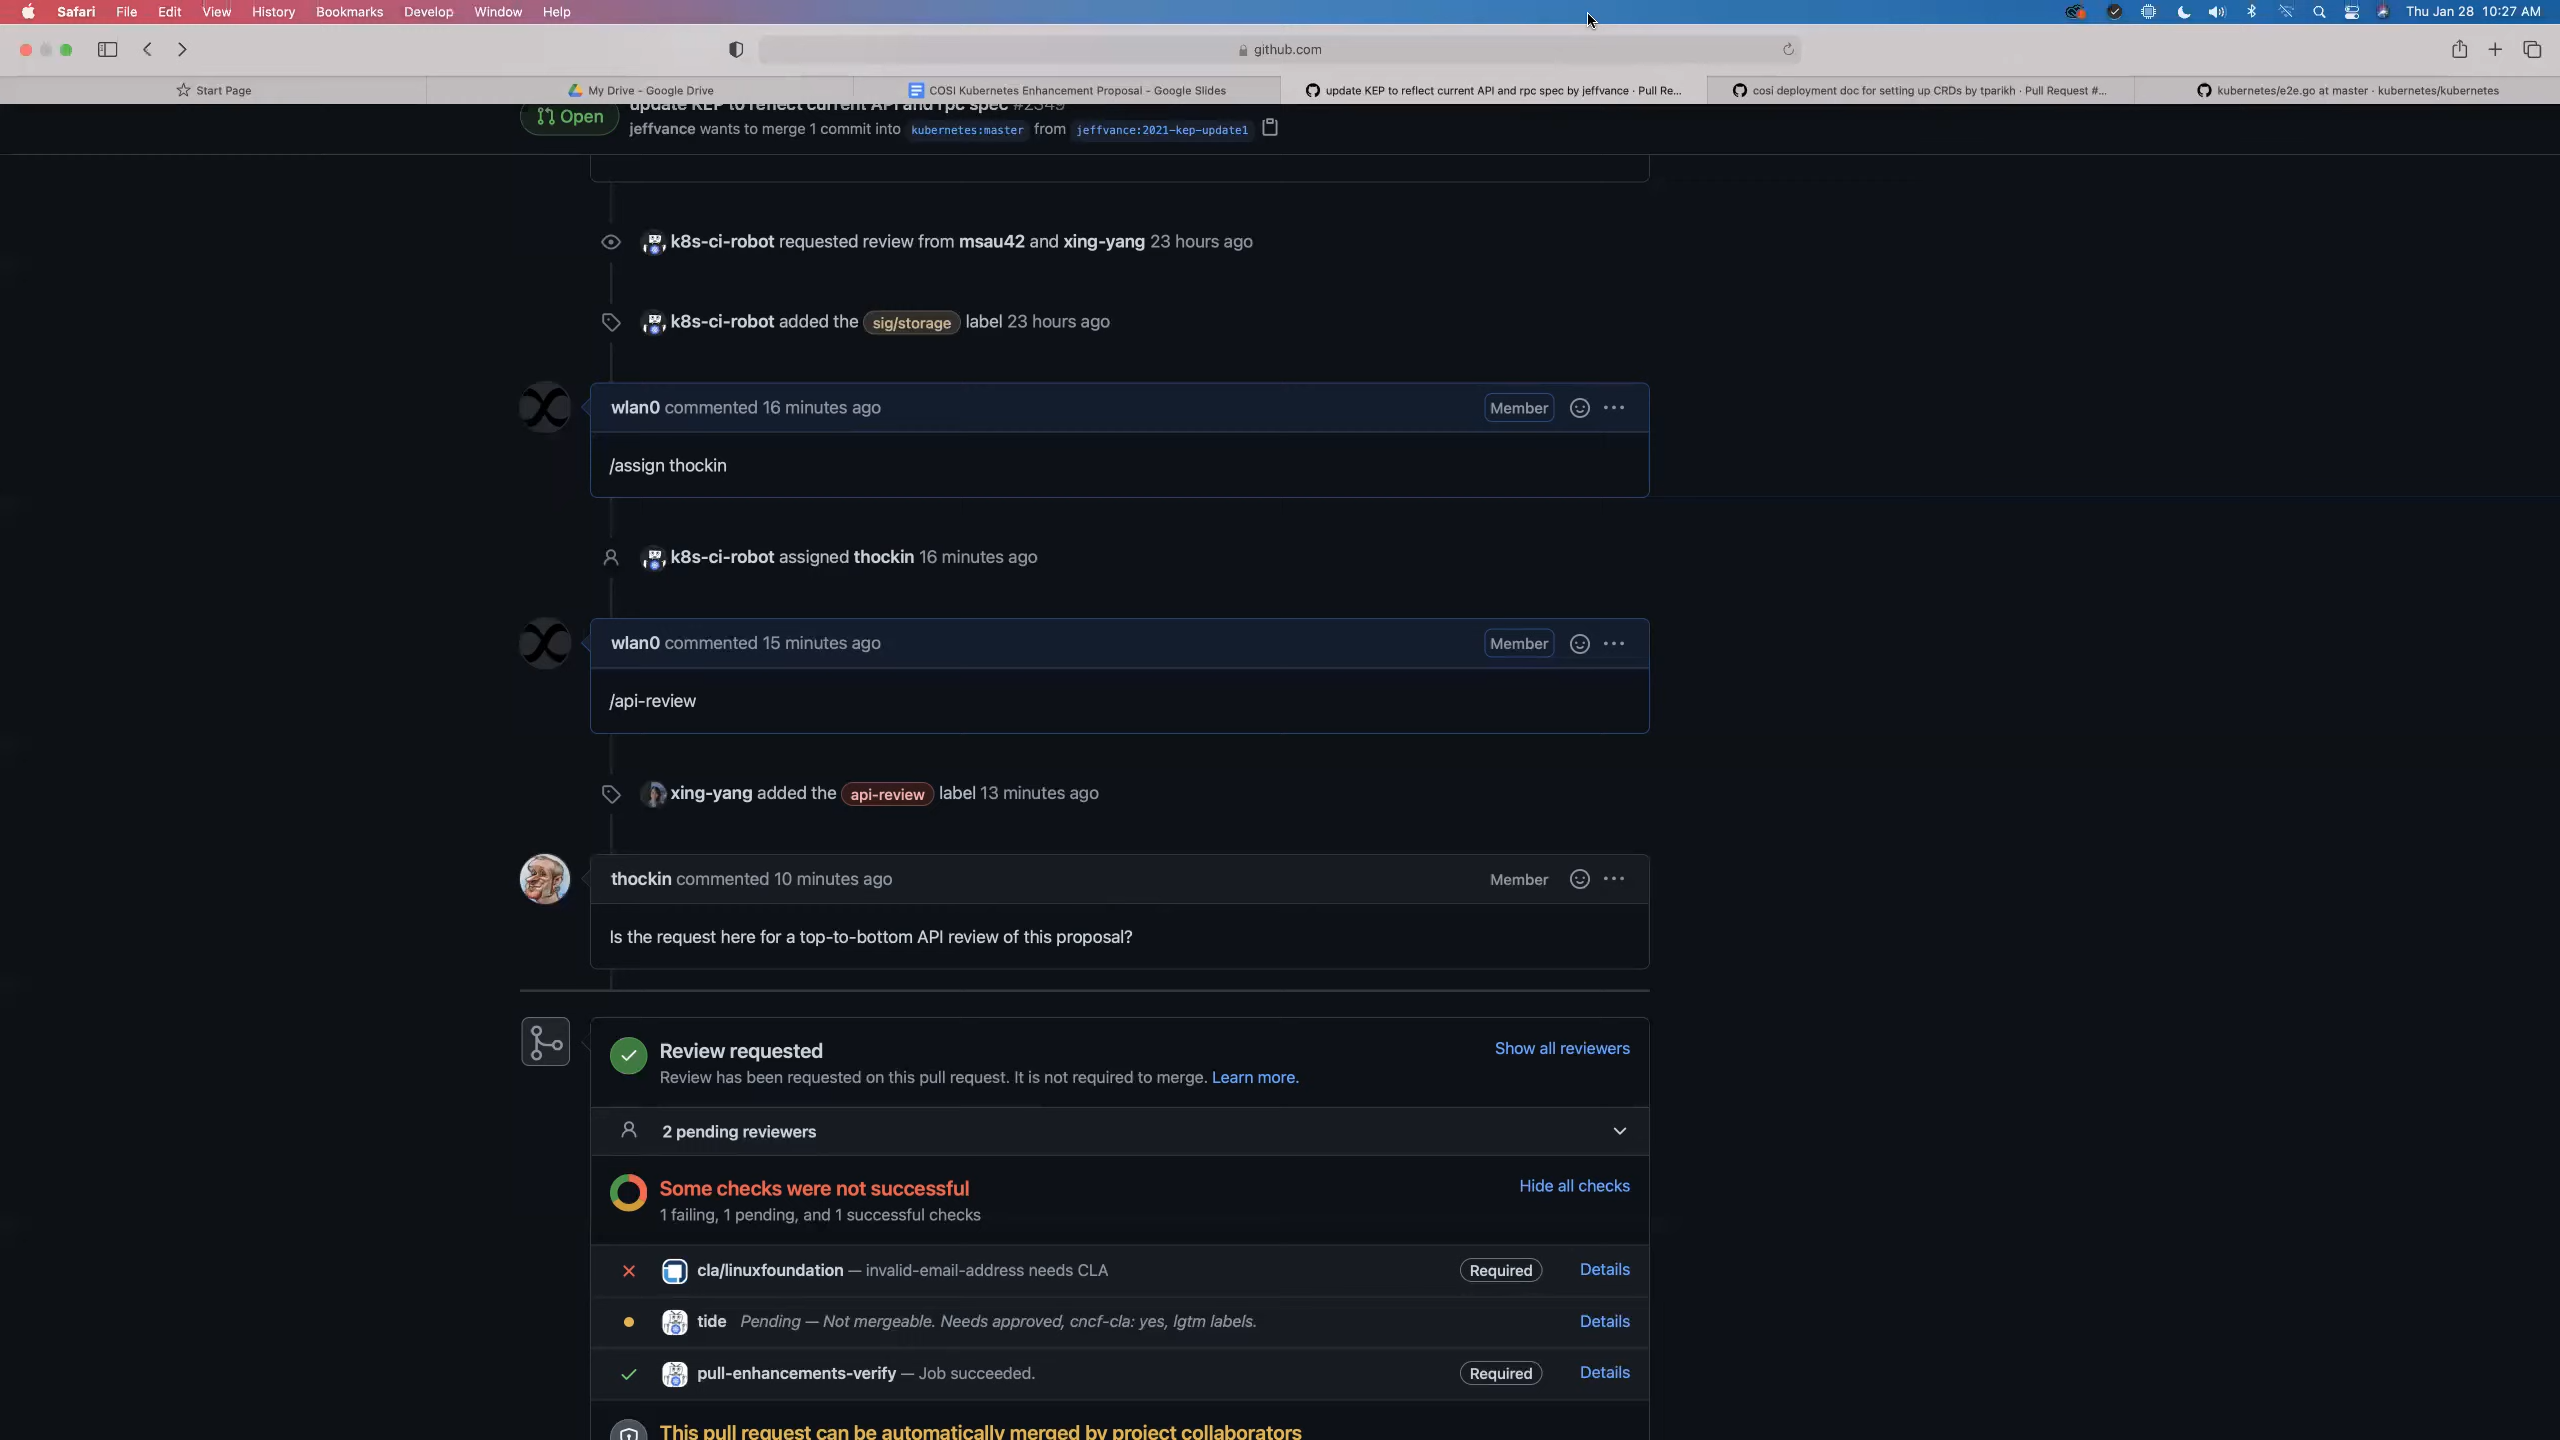 Safari File Edit View History Bookmarks Develop Window Help Thu Jan 28 10:27 AM
github.com
Start Page My Drive - Google Drive COSI Kubernetes Enhancement Proposal - Google Slides update KEP to reflect current API and rpc spec by jeffvance · Pull Re... cosi deployment doc for setting up CRDs by tparikh · Pull Request #... kubernetes/e2e.go at master · kubernetes/kubernetes
Open update KEP to reflect current API and rpc spec #2349
jeffvance wants to merge 1 commit into kubernetes:master from jeffvance:2021-kep-update1
k8s-ci-robot requested review from msau42 and xing-yang 23 hours ago
k8s-ci-robot added the sig/storage label 23 hours ago
wlan0 commented 16 minutes ago Member
/assign thockin
k8s-ci-robot assigned thockin 16 minutes ago
wlan0 commented 15 minutes ago Member
/api-review
xing-yang added the api-review label 13 minutes ago
thockin commented 10 minutes ago Member
Is the request here for a top-to-bottom API review of this proposal?
Review requested Show all reviewers
Review has been requested on this pull request. It is not required to merge. Learn more.
2 pending reviewers
Some checks were not successful Hide all checks
1 failing, 1 pending, and 1 successful checks
cla/linuxfoundation — invalid-email-address needs CLA Required Details
tide Pending — Not mergeable. Needs approved, cncf-cla: yes, lgtm labels. Details
pull-enhancements-verify — Job succeeded. Required Details
This pull request can be automatically merged by project collaborators